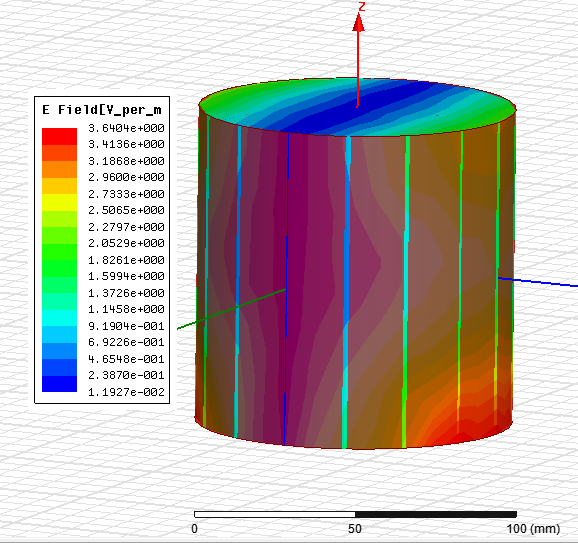 Z
E Field[V_per_m
3.6404e+000
3.4136e+000
3.1868e+000
2.9600e+000
2.7333e+000
2.5065e+000
2.2797e+000
2.0529e+000
1.8261e+000
1.5994e+000
1.3726e+000
1.1458e+000
9.1904e-001
6.9226e-001
4.6548e-001
2.3870e-001
1.1927e-002
0 50 100 (mm)